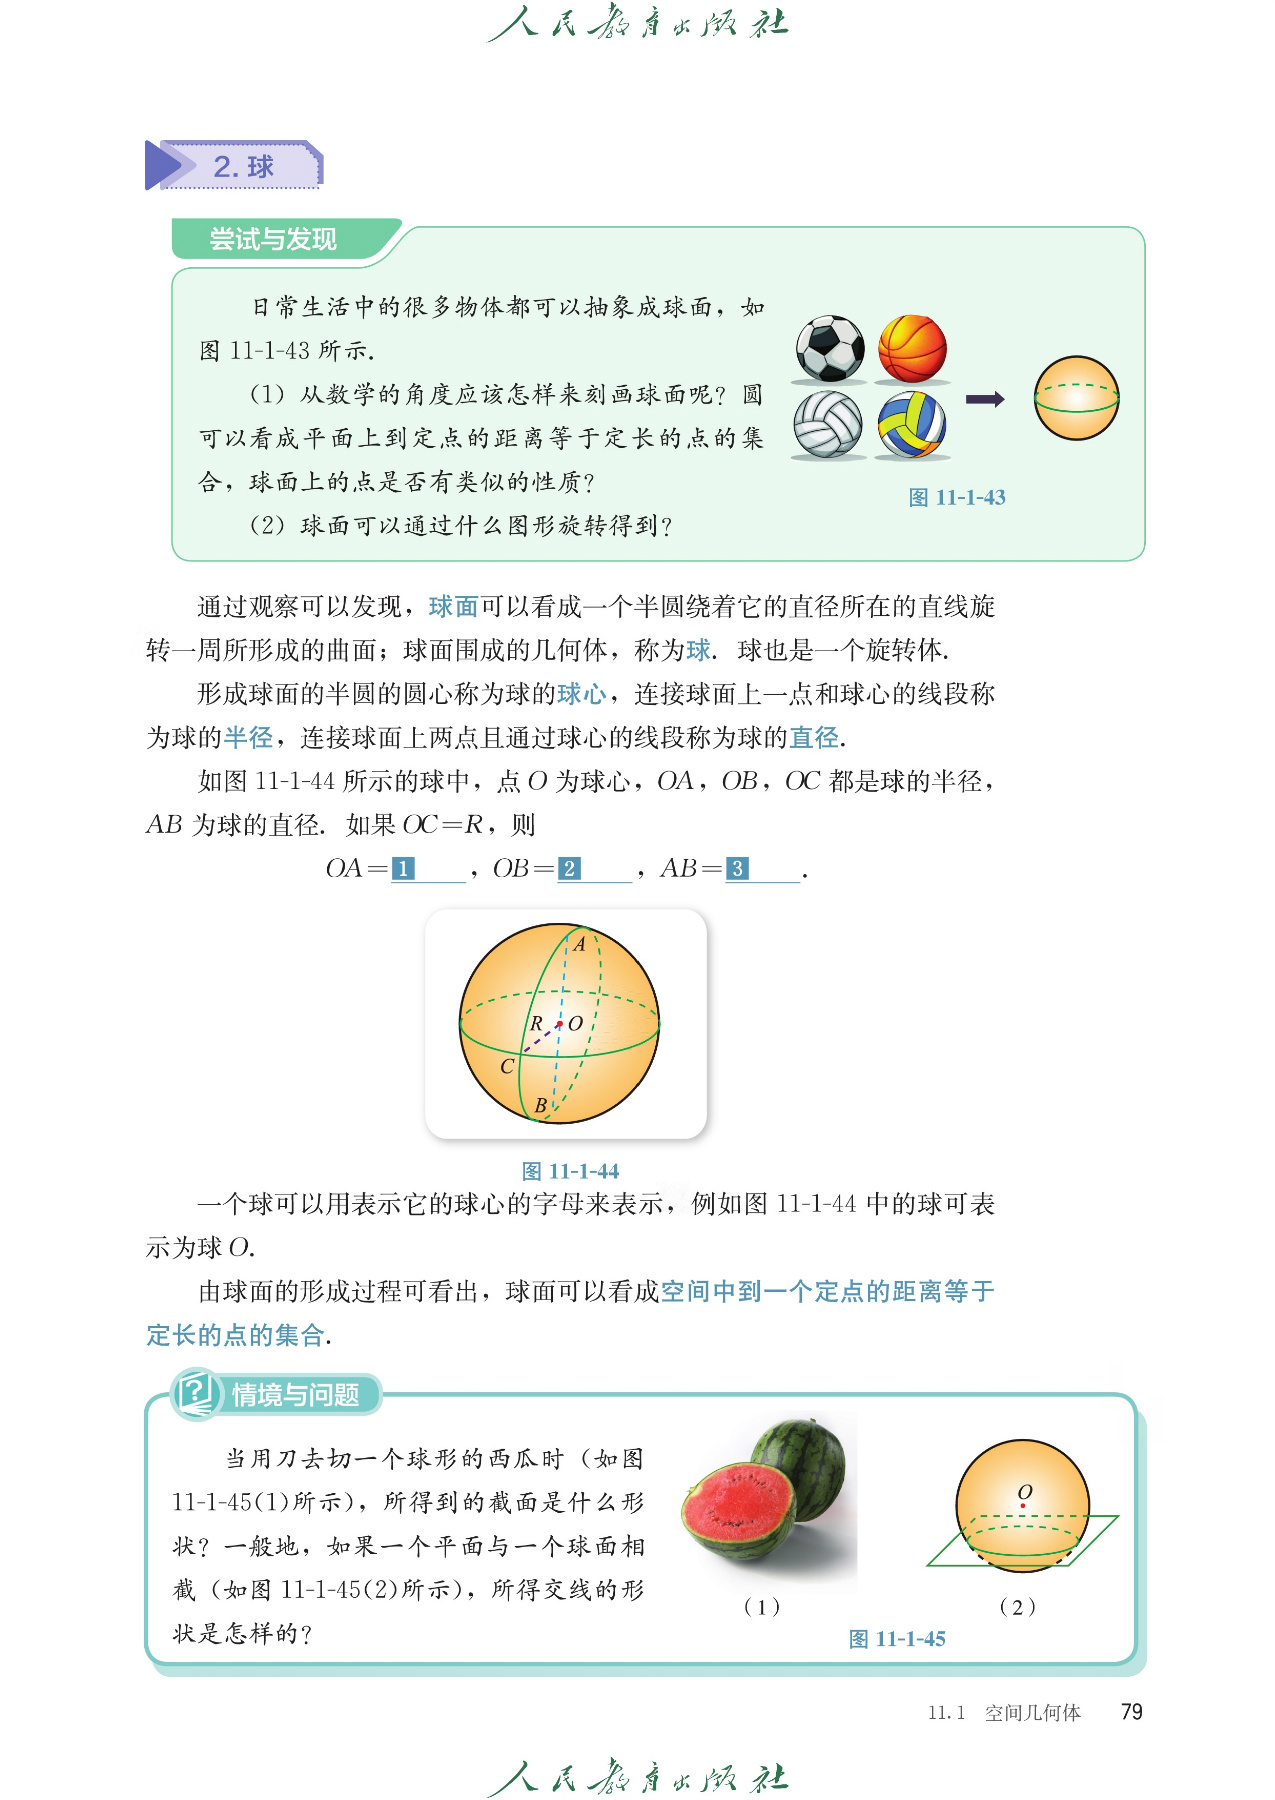 人民教育出版社
2. 球
尝试与发现
日常生活中的很多物体都可以抽象成球面，如
图 11-1-43 所示.
（1）从数学的角度应该怎样来刻画球面呢？圆
可以看成平面上到定点的距离等于定长的点的集
合，球面上的点是否有类似的性质？
（2）球面可以通过什么图形旋转得到？
图 11-1-43
通过观察可以发现，球面可以看成一个半圆绕着它的直径所在的直线旋
转一周所形成的曲面；球面围成的几何体，称为球. 球也是一个旋转体.
形成球面的半圆的圆心称为球的球心，连接球面上一点和球心的线段称
为球的半径，连接球面上两点且通过球心的线段称为球的直径.
如图 11-1-44 所示的球中，点 O 为球心，OA，OB，OC 都是球的半径，
AB 为球的直径. 如果 OC=R，则
OA=1____，OB=2____，AB=3____.
A
R O
C
B
图 11-1-44
一个球可以用表示它的球心的字母来表示，例如图 11-1-44 中的球可表
示为球 O.
由球面的形成过程可看出，球面可以看成空间中到一个定点的距离等于
定长的点的集合.
? 情境与问题
当用刀去切一个球形的西瓜时（如图
11-1-45(1)所示），所得到的截面是什么形
状？一般地，如果一个平面与一个球面相
截（如图 11-1-45(2)所示），所得交线的形
状是怎样的？
O
（1）
（2）
图 11-1-45
11.1 空间几何体 79
人民教育出版社